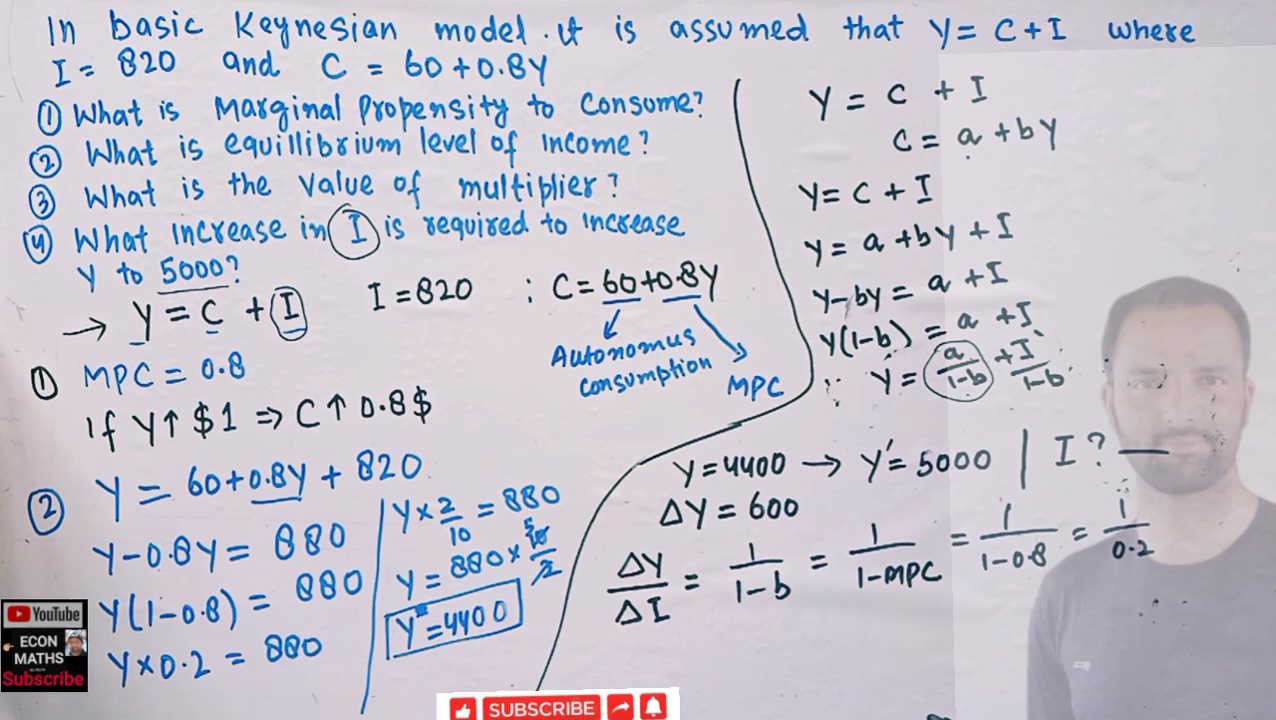 In basic Keynesian model. it is assumed that Y = C + I where
I = 820 and C = 60 + 0.8Y
① What is Marginal Propensity to Consume?
② What is equillibrium level of income?
③ What is the value of multiplier?
④ What increase in I is required to increase
Y to 5000?
→ Y = C + I I = 820 : C = 60 + 0.8Y
Autonomus
consumption
MPC
① MPC = 0.8
if Y↑ $1 ⇒ C↑ 0.8$
② Y = 60 + 0.8Y + 820
Y - 0.8Y = 880
Y(1 - 0.8) = 880
Y × 0.2 = 880
Y × 2/10 = 880
Y = 880 × 10/2 5
Y* = 4400
Y = C + I
C = a + bY
Y = C + I
Y = a + bY + I
Y - bY = a + I
Y(1-b) = a + I
∵ Y = a/1-b + I/1-b
Y = 4400 → Y' = 5000 | I ? —
ΔY = 600
ΔY/ΔI = 1/1-b = 1/1-MPC = 1/1-0.8 = 1/0.2
YouTube
ECON
MATHS
Subscribe
SUBSCRIBE